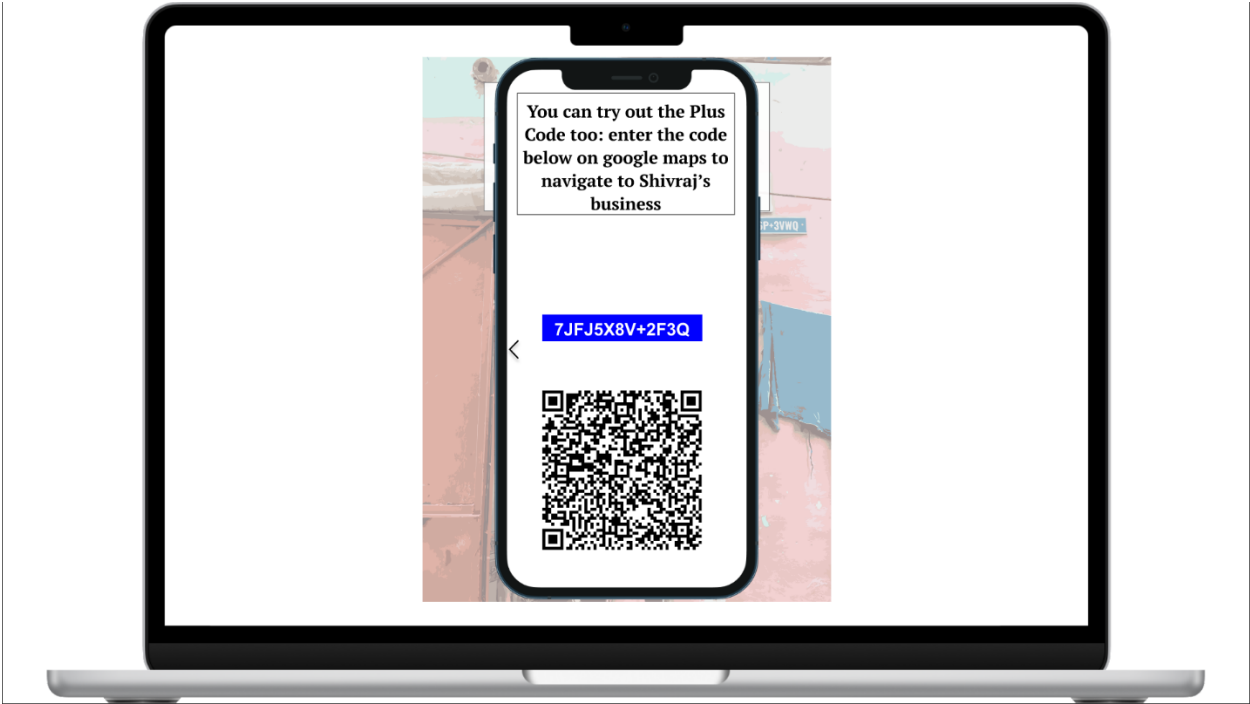 You can try out the Plus
Code too: enter the code
below on google maps to
navigate to Shivraj’s
business
P+3VWQ
7JFJ5X8V+2F3Q